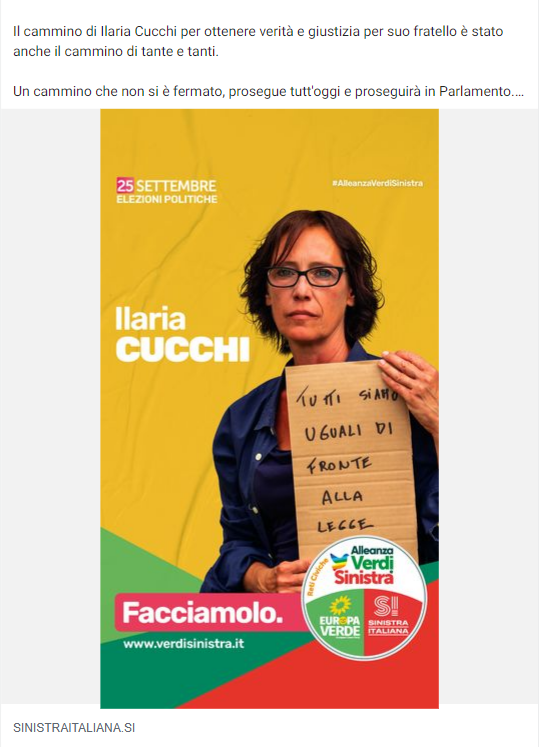 Il cammino di Ilaria Cucchi per ottenere verità e giustizia per suo fratello è stato
anche il cammino di tante e tanti.
Un cammino che non si è fermato, prosegue tutt'oggi e proseguirà in Parlamento....
25 SETTEMBRE
ELEZIONI POLITICHE
#AlleanzaVerdiSinistra
Ilaria
CUCCHI
TUTTI SIAMO
UGUALI DI
FRONTE
ALLA
LEGGE
Reti Civiche
Alleanza
Verdi
Sinistra
EUROPA
VERDE
SI
SINISTRA
ITALIANA
Facciamolo.
www.verdisinistra.it
SINISTRAITALIANA.SI